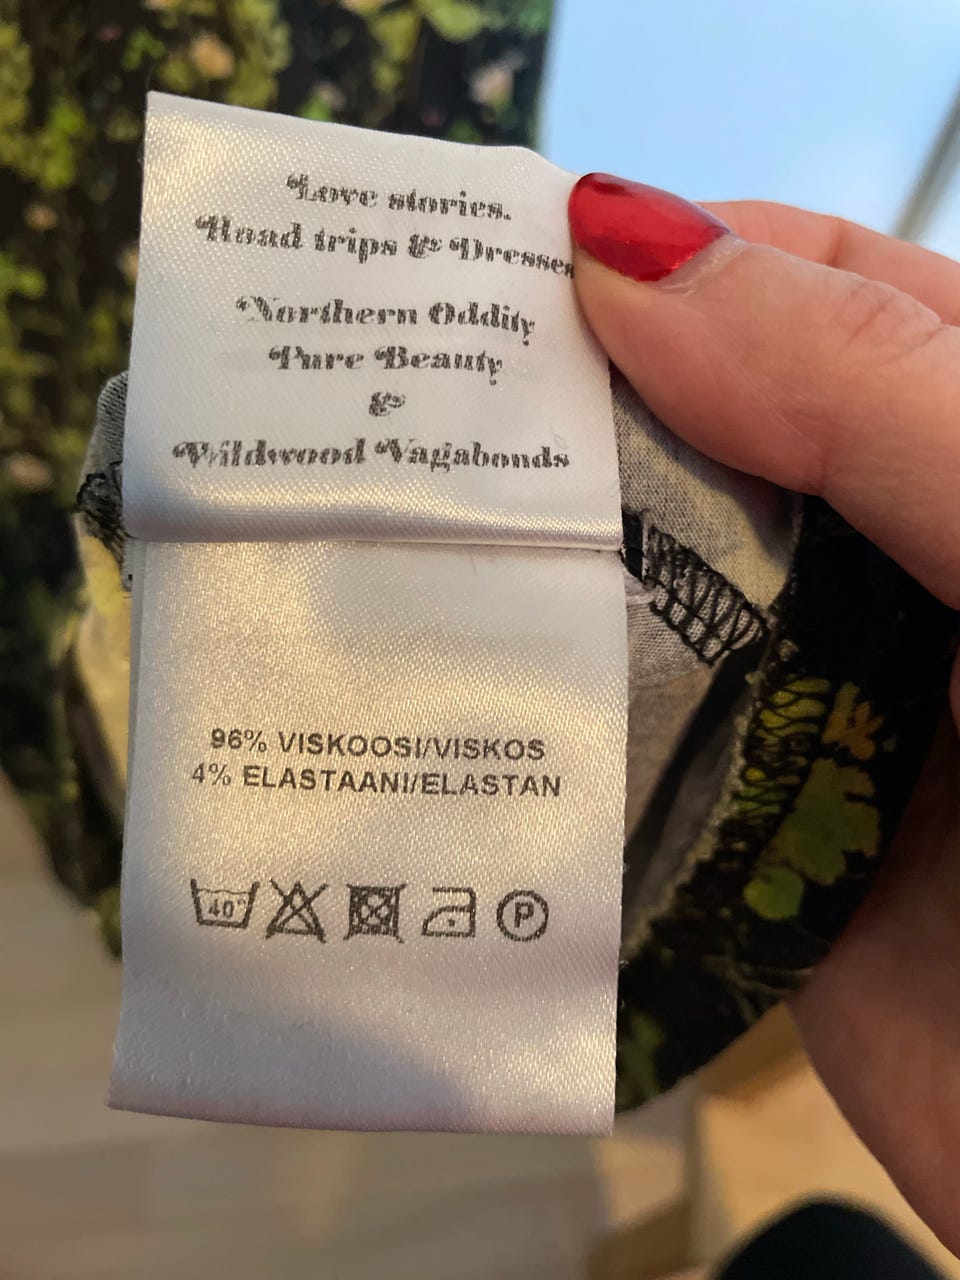 Love stories.
Road trips & Dresses
Northern Oddity
Pure Beauty
&
Wildwood Vagabonds
96% VISKOOSI/VISKOS
4% ELASTAANI/ELASTAN
40°
P